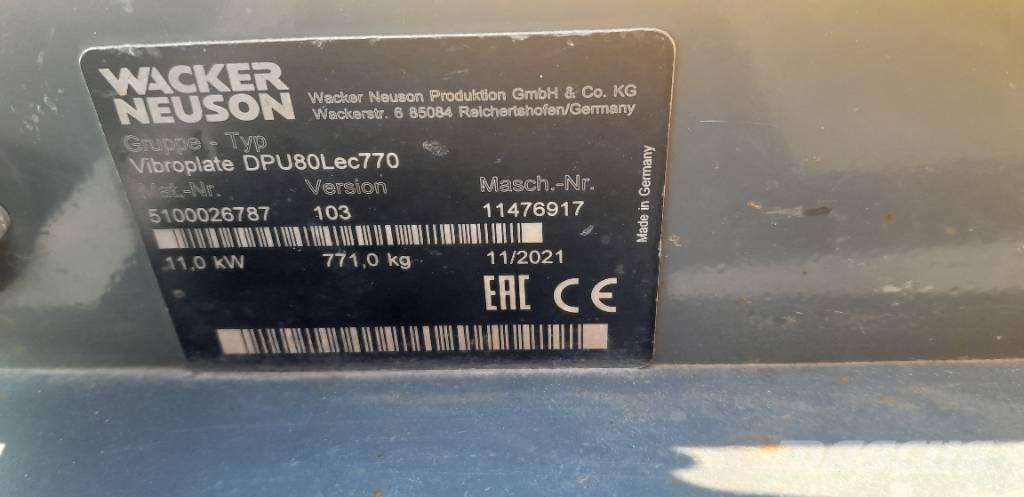 WACKER
NEUSON
Wacker Neuson Produktion GmbH & Co. KG
Wackerstr. 6 85084 Reichertshofen/Germany
Gruppe - Typ
Vibroplate DPU80Lec770
Mat.-Nr. Version Masch.-Nr.
5100026787 103 11476917
11,0 kW 771,0 kg 11/2021
EAC CE
Made in Germany